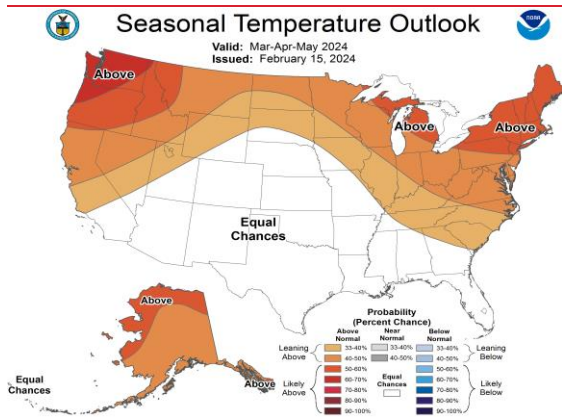 Seasonal Temperature Outlook
Valid: Mar-Apr-May 2024
Issued: February 15, 2024
NOAA
Above
Above
Above
Equal
Chances
Above
Above
Equal
Chances
Probability
(Percent Chance)
Above
Normal
Near
Normal
Below
Normal
Leaning
Above
33-40%
33-40%
33-40%
Leaning
Below
40-50%
40-50%
40-50%
Likely
Above
50-60%
60-70%
70-80%
80-90%
90-100%
Equal
Chances
50-60%
60-70%
70-80%
80-90%
90-100%
Likely
Below